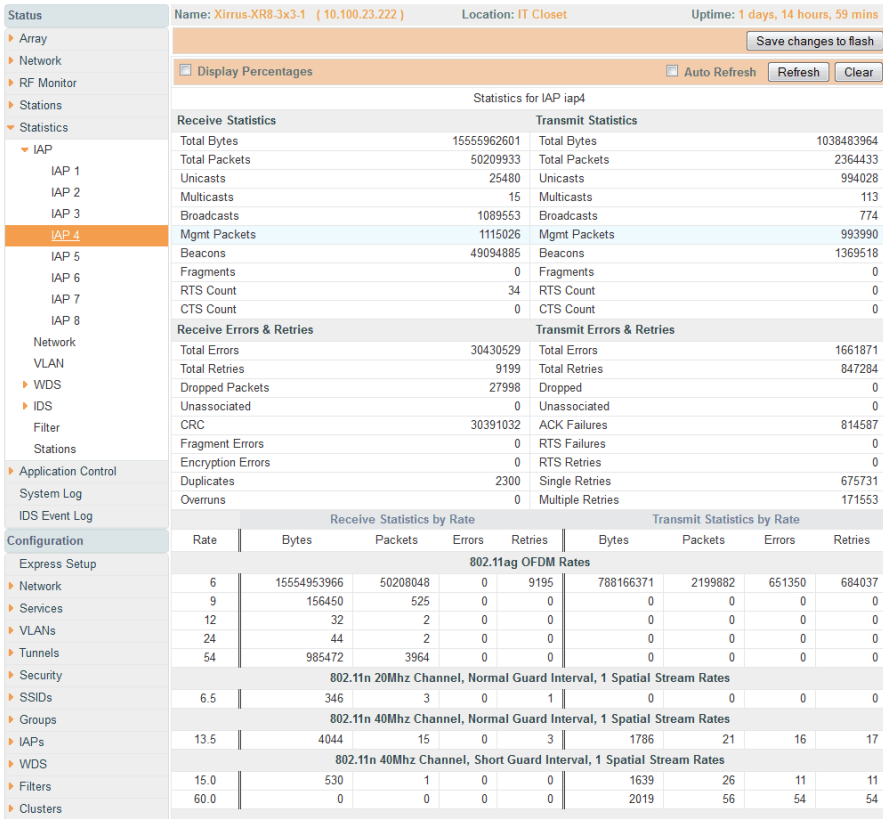 Status
Array
Network
RF Monitor
Stations
Statistics
IAP
IAP 1
IAP 2
IAP 3
IAP 4
IAP 5
IAP 6
IAP 7
IAP 8
Network
VLAN
WDS
IDS
Filter
Stations
Application Control
System Log
IDS Event Log
Configuration
Express Setup
Network
Services
VLANs
Tunnels
Security
SSIDs
Groups
IAPs
WDS
Filters
Clusters
Name: Xirrus-XR8-3x3-1 ( 10.100.23.222 ) Location: IT Closet Uptime: 1 days, 14 hours, 59 mins
Save changes to flash
Display Percentages Auto Refresh Refresh Clear
Statistics for IAP iap4
Receive Statistics Transmit Statistics
Total Bytes 15555962601 Total Bytes 1038483964
Total Packets 50209933 Total Packets 2364433
Unicasts 25480 Unicasts 994028
Multicasts 15 Multicasts 113
Broadcasts 1089553 Broadcasts 774
Mgmt Packets 1115026 Mgmt Packets 993990
Beacons 49094885 Beacons 1369518
Fragments 0 Fragments 0
RTS Count 34 RTS Count 0
CTS Count 0 CTS Count 0
Receive Errors & Retries Transmit Errors & Retries
Total Errors 30430529 Total Errors 1661871
Total Retries 9199 Total Retries 847284
Dropped Packets 27998 Dropped 0
Unassociated 0 Unassociated 0
CRC 30391032 ACK Failures 814587
Fragment Errors 0 RTS Failures 0
Encryption Errors 0 RTS Retries 0
Duplicates 2300 Single Retries 675731
Overruns 0 Multiple Retries 171553
Receive Statistics by Rate Transmit Statistics by Rate
Rate Bytes Packets Errors Retries Bytes Packets Errors Retries
802.11ag OFDM Rates
6 15554953966 50208048 0 9195 788166371 2199882 651350 684037
9 156450 525 0 0 0 0 0 0
12 32 2 0 0 0 0 0 0
24 44 2 0 0 0 0 0 0
54 985472 3964 0 0 0 0 0 0
802.11n 20Mhz Channel, Normal Guard Interval, 1 Spatial Stream Rates
6.5 346 3 0 1 0 0 0 0
802.11n 40Mhz Channel, Normal Guard Interval, 1 Spatial Stream Rates
13.5 4044 15 0 3 1786 21 16 17
802.11n 40Mhz Channel, Short Guard Interval, 1 Spatial Stream Rates
15.0 530 1 0 0 1639 26 11 11
60.0 0 0 0 0 2019 56 54 54